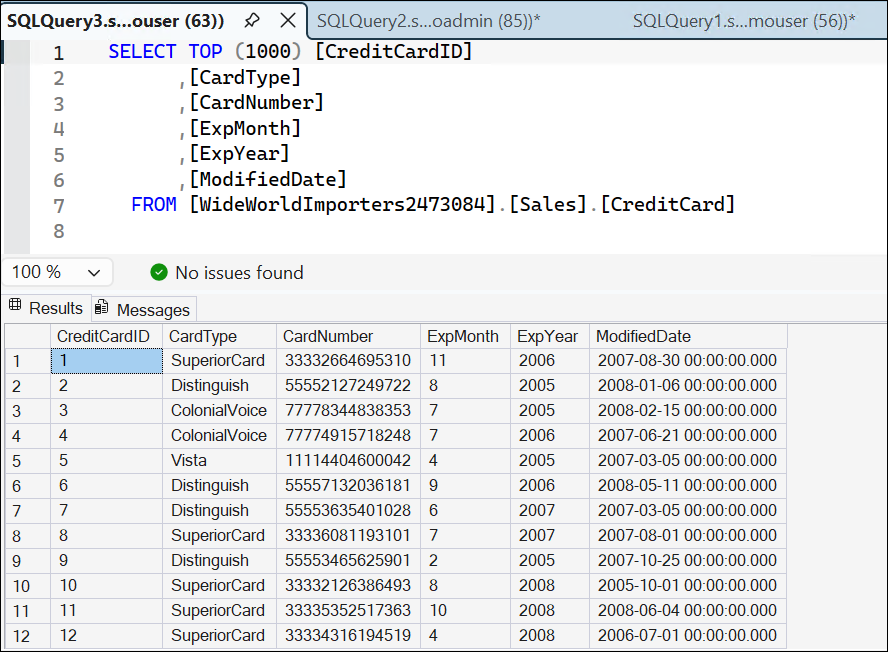 SQLQuery3.s...ouser (63)) SQLQuery2.s...oadmin (85))* SQLQuery1.s...mouser (56))*
1 SELECT TOP (1000) [CreditCardID]
2 ,[CardType]
3 ,[CardNumber]
4 ,[ExpMonth]
5 ,[ExpYear]
6 ,[ModifiedDate]
7 FROM [WideWorldImporters2473084].[Sales].[CreditCard]
8
100 % No issues found
Results Messages
CreditCardID CardType CardNumber ExpMonth ExpYear ModifiedDate
1 1 SuperiorCard 33332664695310 11 2006 2007-08-30 00:00:00.000
2 2 Distinguish 55552127249722 8 2005 2008-01-06 00:00:00.000
3 3 ColonialVoice 77778344838353 7 2005 2008-02-15 00:00:00.000
4 4 ColonialVoice 77774915718248 7 2006 2007-06-21 00:00:00.000
5 5 Vista 11114404600042 4 2005 2007-03-05 00:00:00.000
6 6 Distinguish 55557132036181 9 2006 2008-05-11 00:00:00.000
7 7 Distinguish 55553635401028 6 2007 2007-03-05 00:00:00.000
8 8 SuperiorCard 33336081193101 7 2007 2007-08-01 00:00:00.000
9 9 Distinguish 55553465625901 2 2005 2007-10-25 00:00:00.000
10 10 SuperiorCard 33332126386493 8 2008 2005-10-01 00:00:00.000
11 11 SuperiorCard 33335352517363 10 2008 2008-06-04 00:00:00.000
12 12 SuperiorCard 33334316194519 4 2008 2006-07-01 00:00:00.000